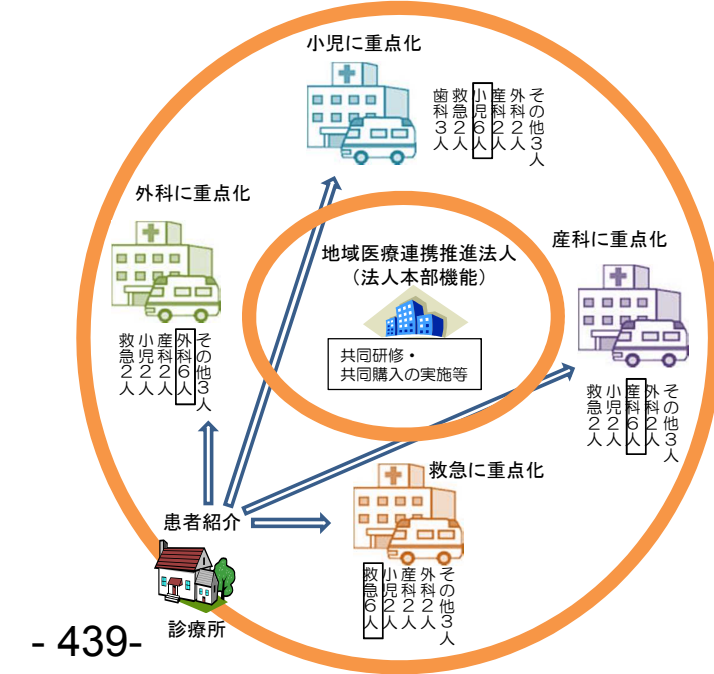 小児に重点化
歯科3人
救急2人
小児6人
産科2人
外科2人
その他3人
外科に重点化
救急2人
小児2人
産科2人
外科6人
その他3人
地域医療連携推進法人
(法人本部機能)
共同研修・
共同購入の実施等
産科に重点化
救急2人
小児2人
産科6人
外科2人
その他3人
救急に重点化
救急6人
小児2人
産科2人
外科2人
その他3人
患者紹介
診療所
- 439-